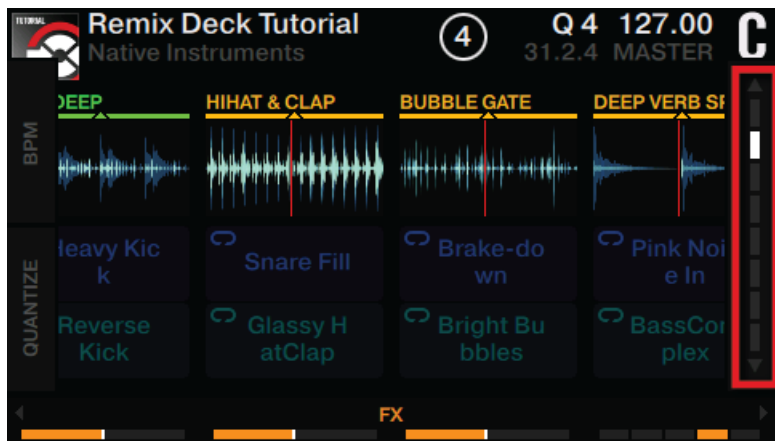 TUTORIAL
Remix Deck Tutorial
Native Instruments
4
Q 4 127.00
31.2.4 MASTER
C
BPM
QUANTIZE
DEEP
HIHAT & CLAP
BUBBLE GATE
DEEP VERB
Heavy Kic
k
Snare Fill
Brake-do
wn
Pink Noi
e In
Reverse
Kick
Glassy H
atClap
Bright Bu
bbles
BassCom
plex
FX